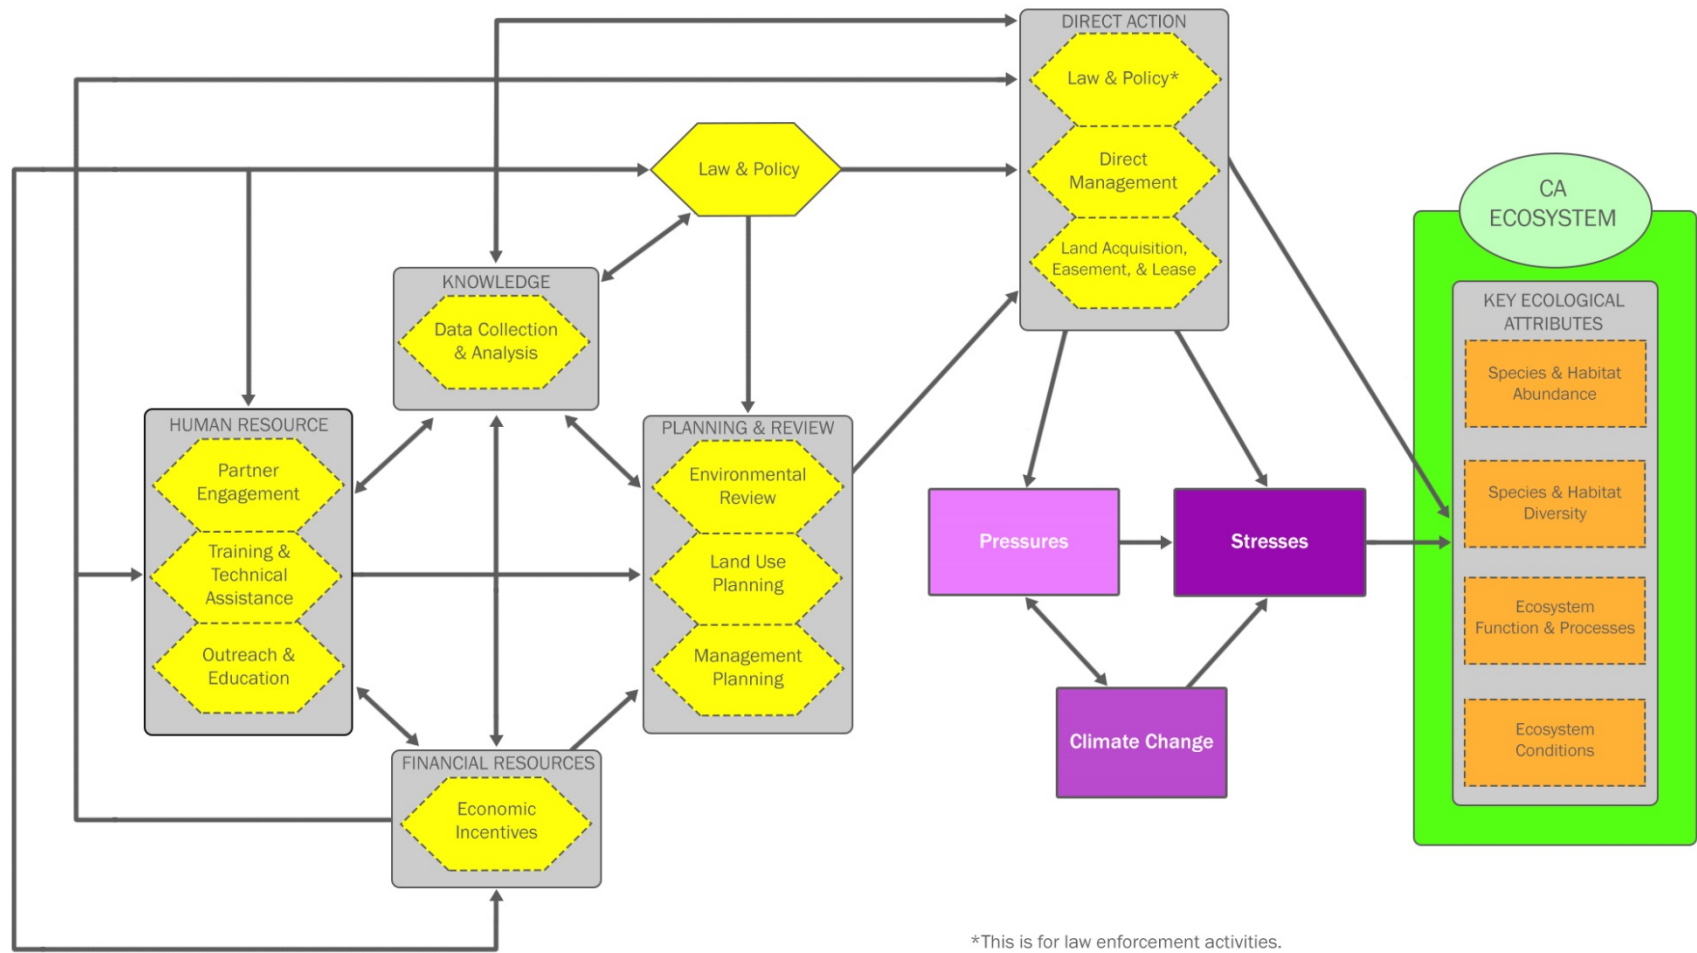 DIRECT ACTION
Law & Policy*
Direct
Management
Land Acquisition,
Easement, & Lease
Law & Policy
KNOWLEDGE
Data Collection
& Analysis
HUMAN RESOURCE
Partner
Engagement
Training &
Technical
Assistance
Outreach &
Education
PLANNING & REVIEW
Environmental
Review
Land Use
Planning
Management
Planning
FINANCIAL RESOURCES
Economic
Incentives
Pressures
Stresses
Climate Change
CA
ECOSYSTEM
KEY ECOLOGICAL
ATTRIBUTES
Species & Habitat
Abundance
Species & Habitat
Diversity
Ecosystem
Function & Processes
Ecosystem
Conditions
*This is for law enforcement activities.